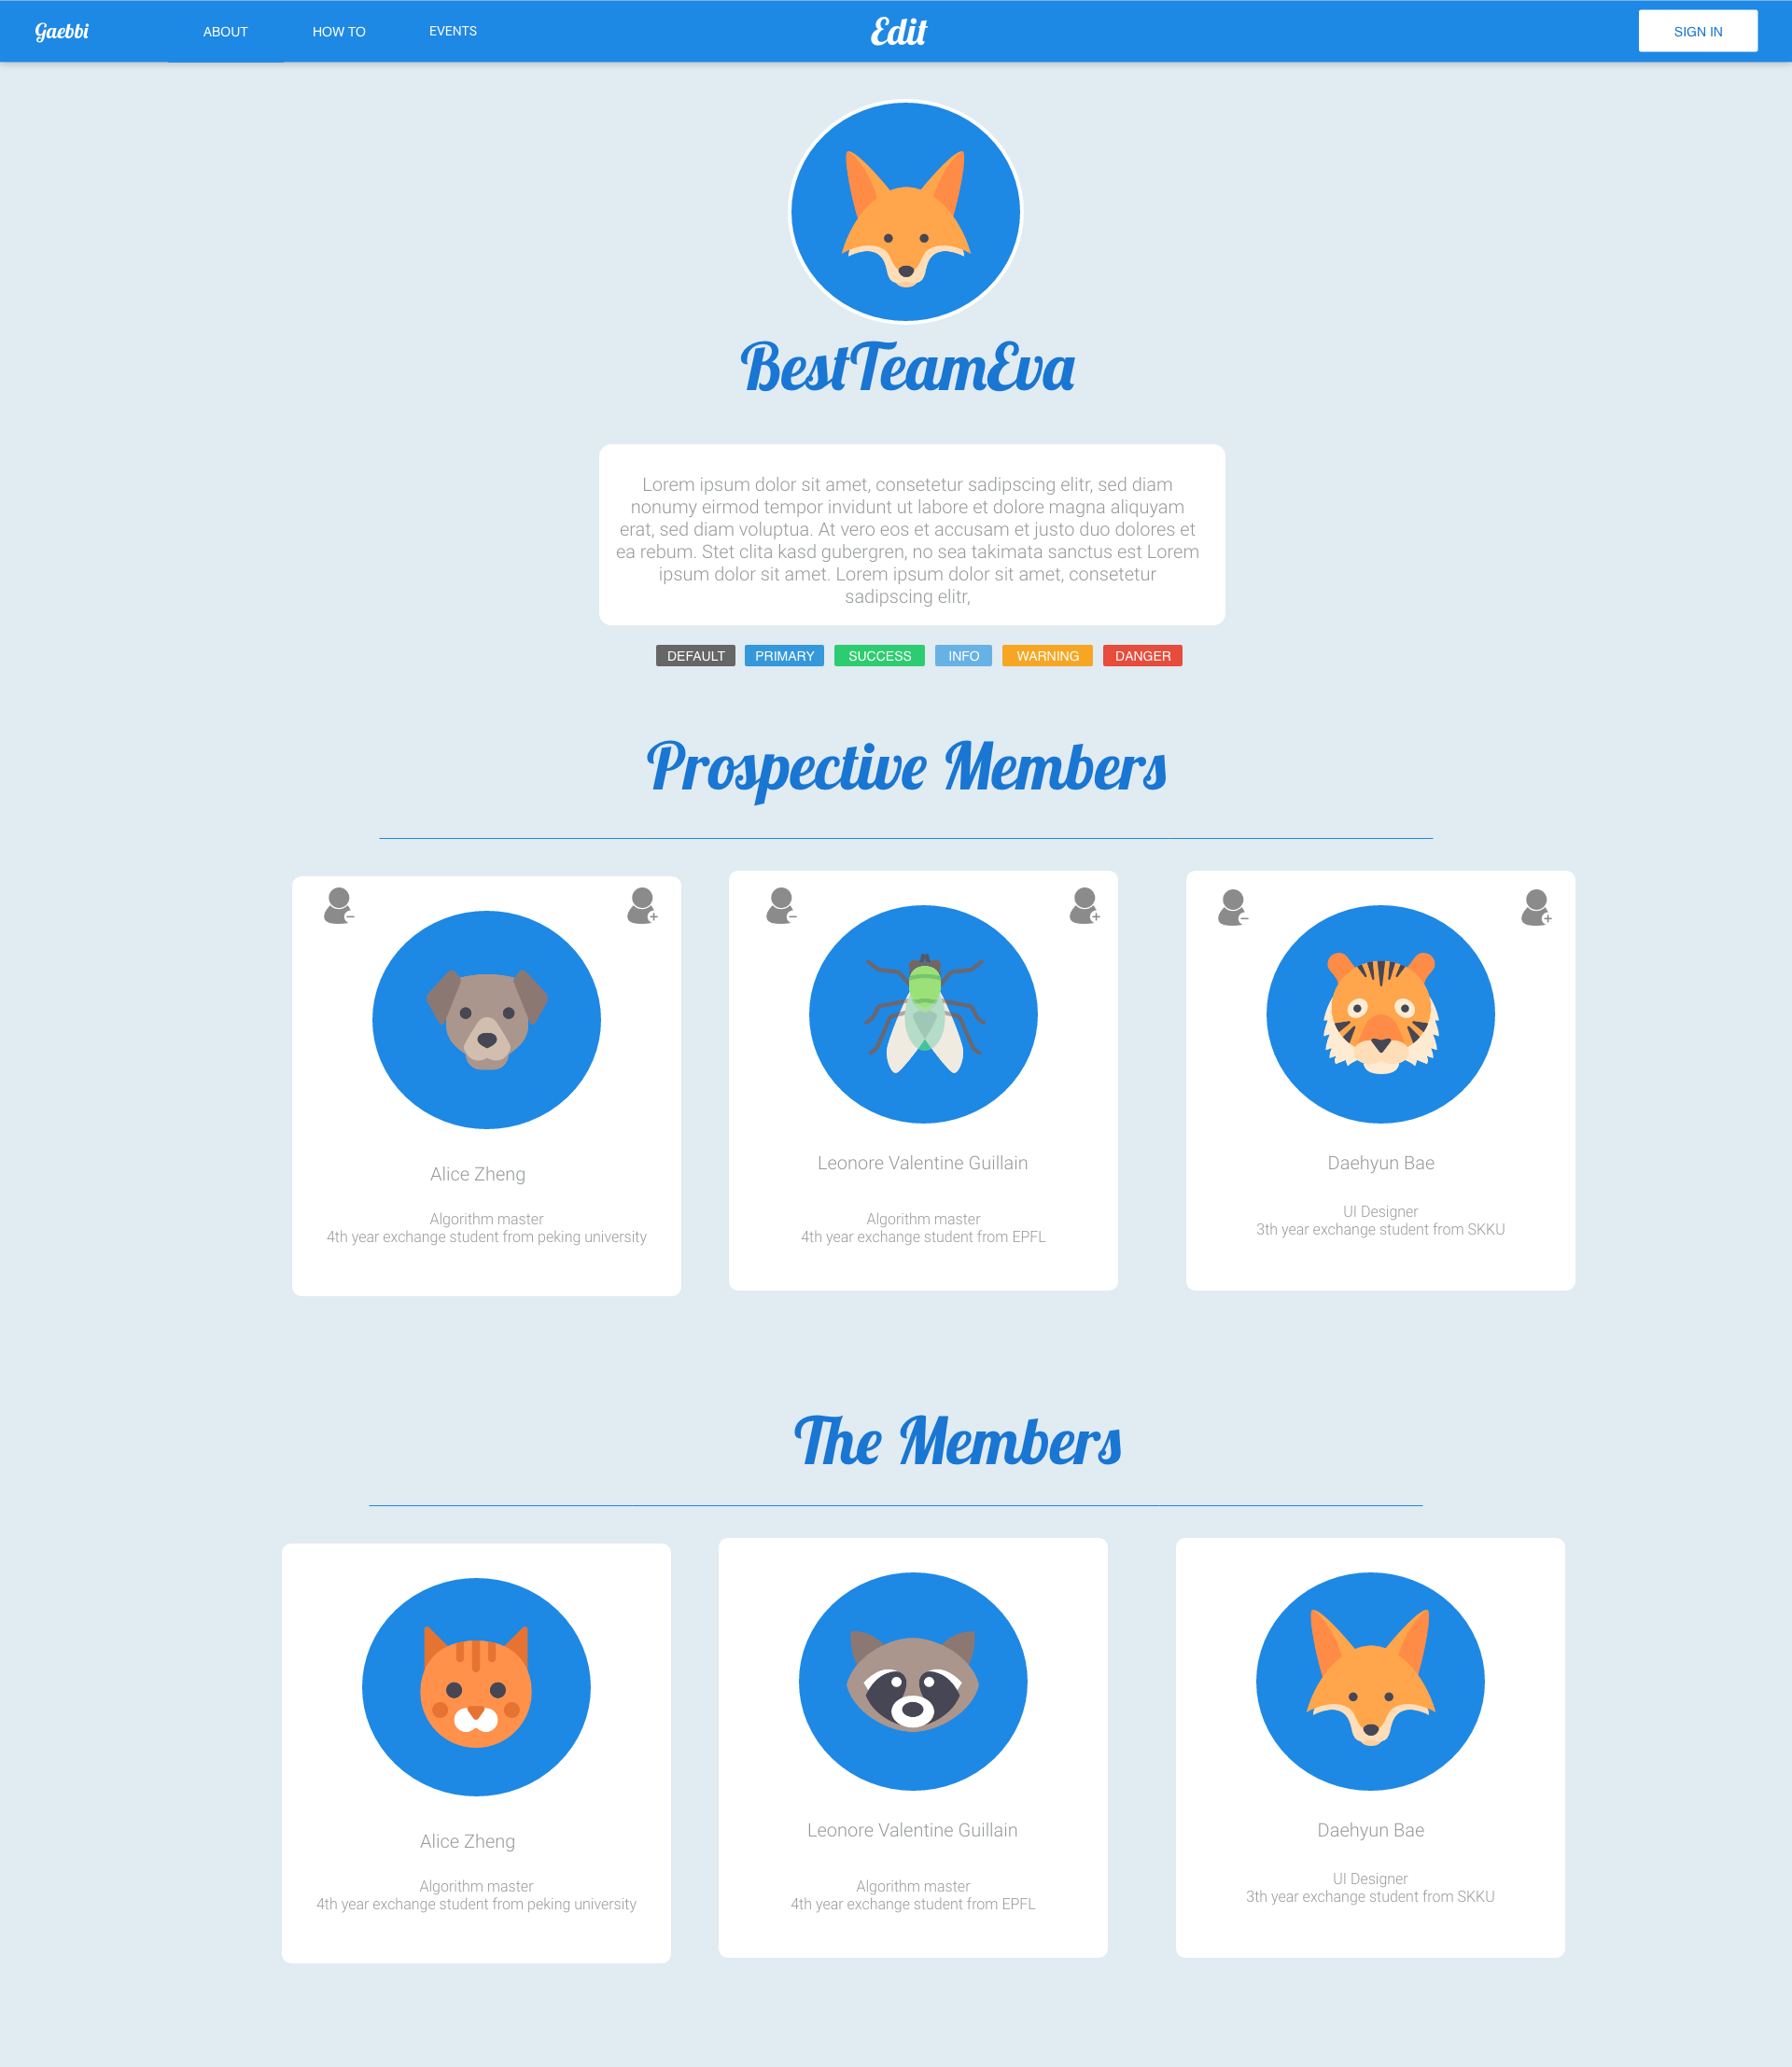 Gaebbi
ABOUT
HOW TO
EVENTS
Edit
SIGN IN
BestTeamEva
Lorem ipsum dolor sit amet, consetetur sadipscing elitr, sed diam
nonumy eirmod tempor invidunt ut labore et dolore magna aliquyam
erat, sed diam voluptua. At vero eos et accusam et justo duo dolores et
ea rebum. Stet clita kasd gubergren, no sea takimata sanctus est Lorem
ipsum dolor sit amet. Lorem ipsum dolor sit amet, consetetur
sadipscing elitr,
DEFAULT
PRIMARY
SUCCESS
INFO
WARNING
DANGER
Prospective Members
Alice Zheng
Algorithm master
4th year exchange student from peking university
Leonore Valentine Guillain
Algorithm master
4th year exchange student from EPFL
Daehyun Bae
UI Designer
3th year exchange student from SKKU
The Members
Alice Zheng
Algorithm master
4th year exchange student from peking university
Leonore Valentine Guillain
Algorithm master
4th year exchange student from EPFL
Daehyun Bae
UI Designer
3th year exchange student from SKKU